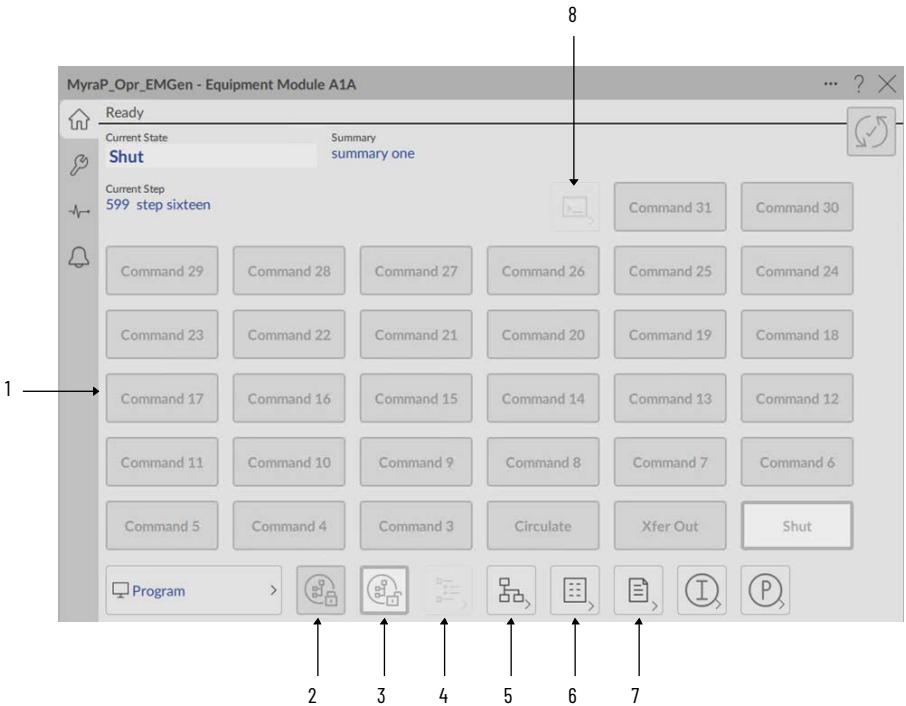 8
MyraP_Opr_EMGen - Equipment Module A1A ... ? X
Ready
Current State Summary
Shut summary one
Current Step
599 step sixteen
Command 31 Command 30
Command 29 Command 28 Command 27 Command 26 Command 25 Command 24
Command 23 Command 22 Command 21 Command 20 Command 19 Command 18
1
Command 17 Command 16 Command 15 Command 14 Command 13 Command 12
Command 11 Command 10 Command 9 Command 8 Command 7 Command 6
Command 5 Command 4 Command 3 Circulate Xfer Out Shut
Program > I P
2 3 4 5 6 7